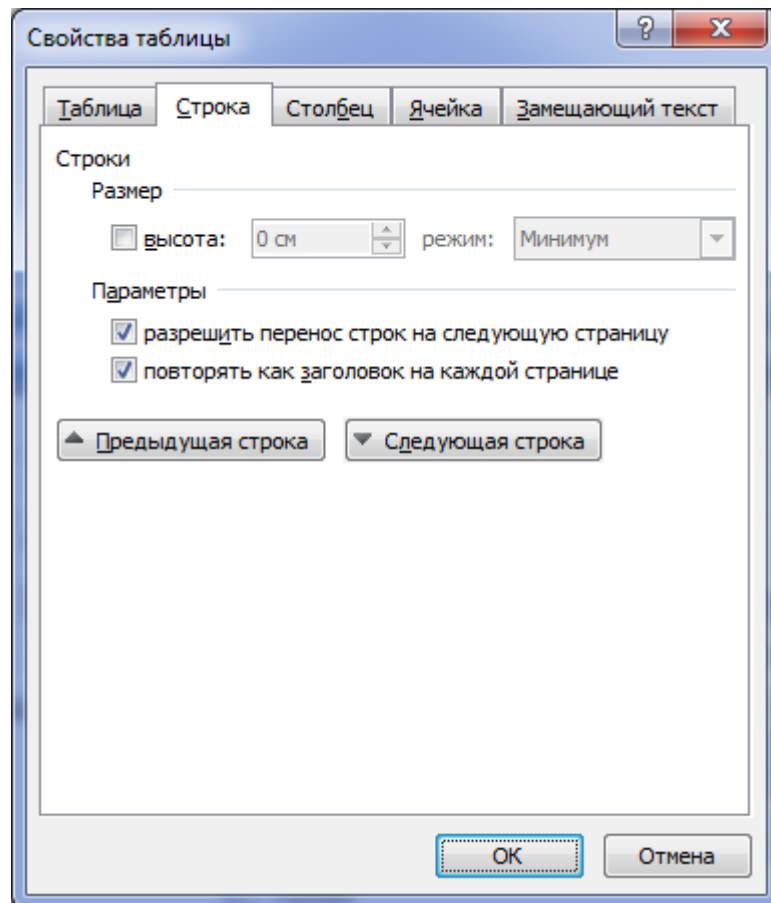 Свойства таблицы
Таблица Строка Столбец Ячейка Замещающий текст
Строки
Размер
высота: 0 см режим: Минимум
Параметры
разрешить перенос строк на следующую страницу
повторять как заголовок на каждой странице
Предыдущая строка Следующая строка
ОК Отмена